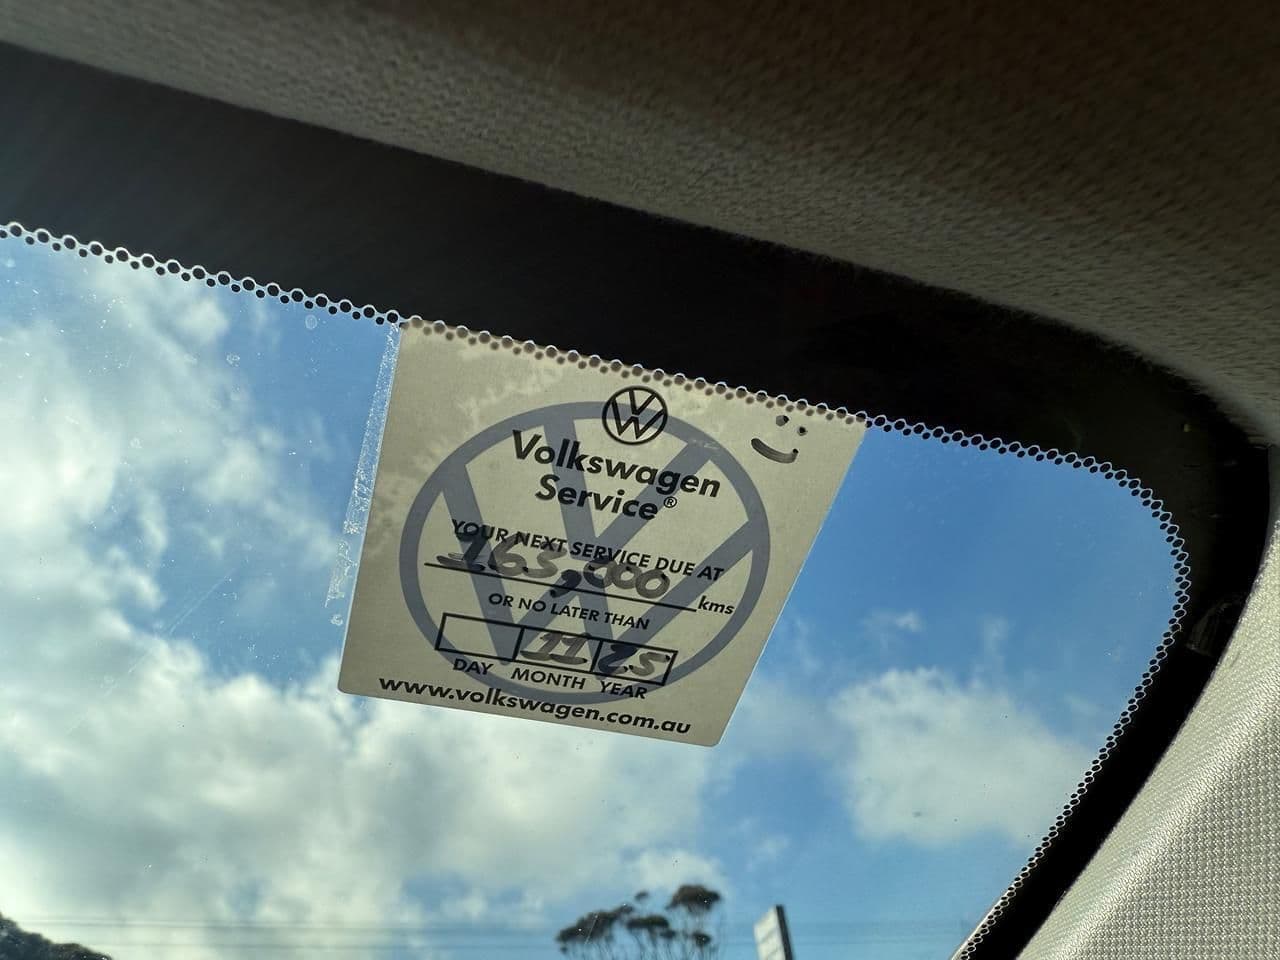 Volkswagen
Service®
YOUR NEXT SERVICE DUE AT
163,000 kms
OR NO LATER THAN
11 25
DAY MONTH YEAR
www.volkswagen.com.au